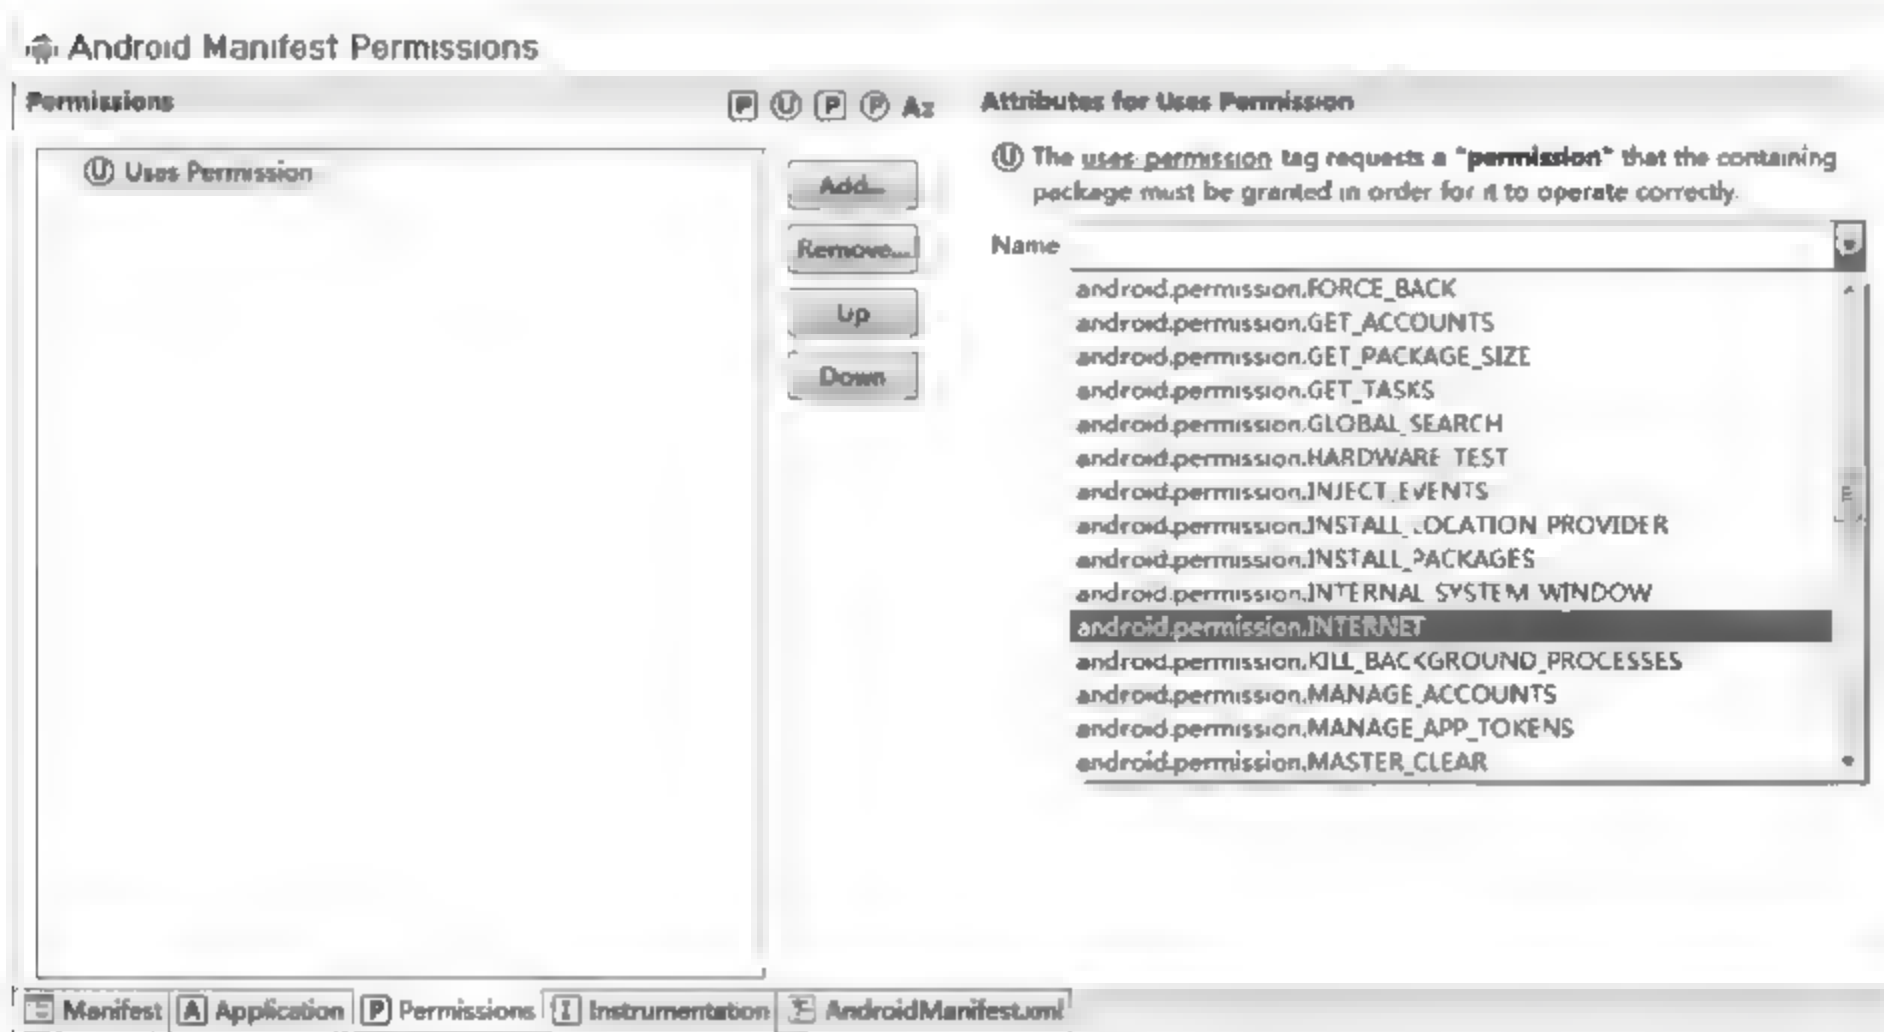 Android Manifest Permissions
Permissions
P U P P Az
Attributes for Uses Permission
U Uses Permission
Add...
Remove...
Up
Down
U The uses-permission tag requests a "permission" that the containing
package must be granted in order for it to operate correctly.
Name
android.permission.FORCE_BACK
android.permission.GET_ACCOUNTS
android.permission.GET_PACKAGE_SIZE
android.permission.GET_TASKS
android.permission.GLOBAL_SEARCH
android.permission.HARDWARE_TEST
android.permission.INJECT_EVENTS
android.permission.INSTALL_LOCATION_PROVIDER
android.permission.INSTALL_PACKAGES
android.permission.INTERNAL_SYSTEM_WINDOW
android.permission.INTERNET
android.permission.KILL_BACKGROUND_PROCESSES
android.permission.MANAGE_ACCOUNTS
android.permission.MANAGE_APP_TOKENS
android.permission.MASTER_CLEAR
Manifest A Application P Permissions I Instrumentation AndroidManifest.xml